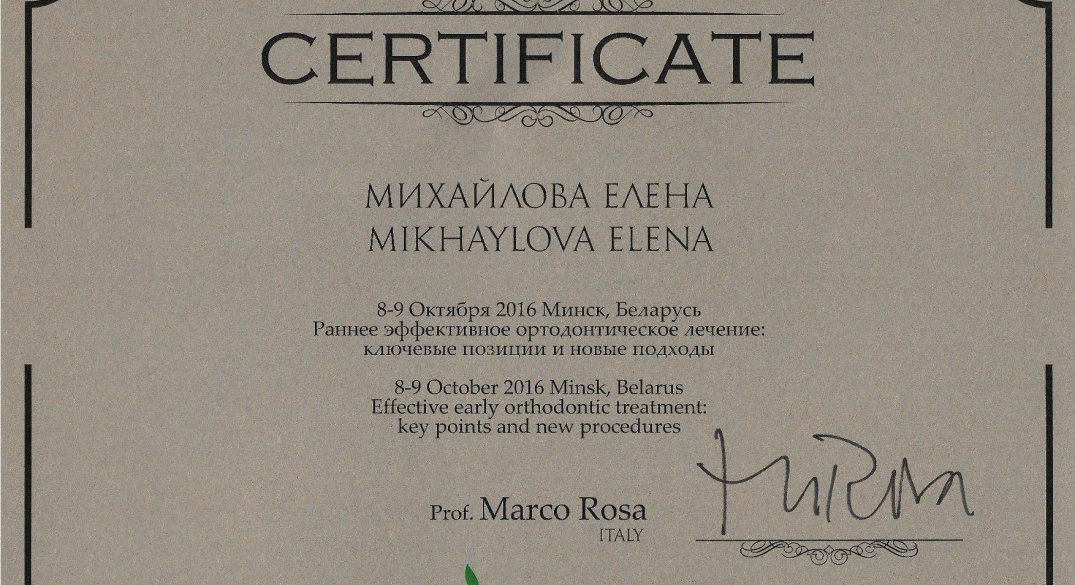 CERTIFICATE
МИХАЙЛОВА ЕЛЕНА
MIKHAYLOVA ELENA
8-9 Октября 2016 Минск, Беларусь
Раннее эффективное ортодонтическое лечение:
ключевые позиции и новые подходы
8-9 October 2016 Minsk, Belarus
Effective early orthodontic treatment:
key points and new procedures
Prof. Marco Rosa
ITALY